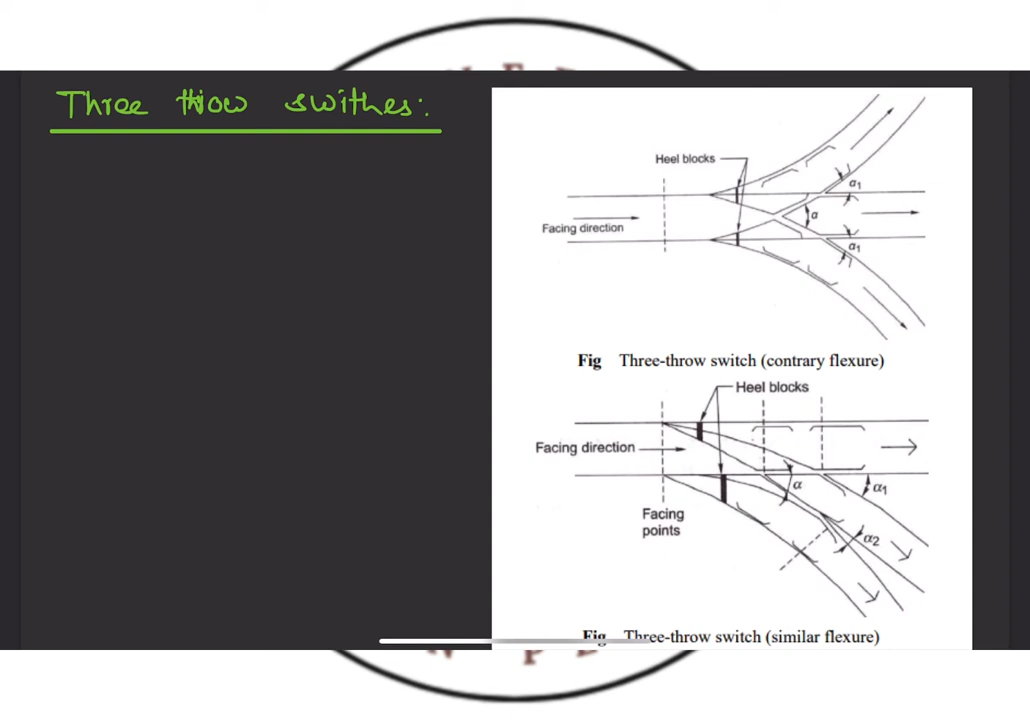 Three throw swithes:
Heel blocks
α1
α
Facing direction
α1
Fig Three-throw switch (contrary flexure)
Heel blocks
Facing direction
α
α1
Facing
points
α2
Fig Three-throw switch (similar flexure)